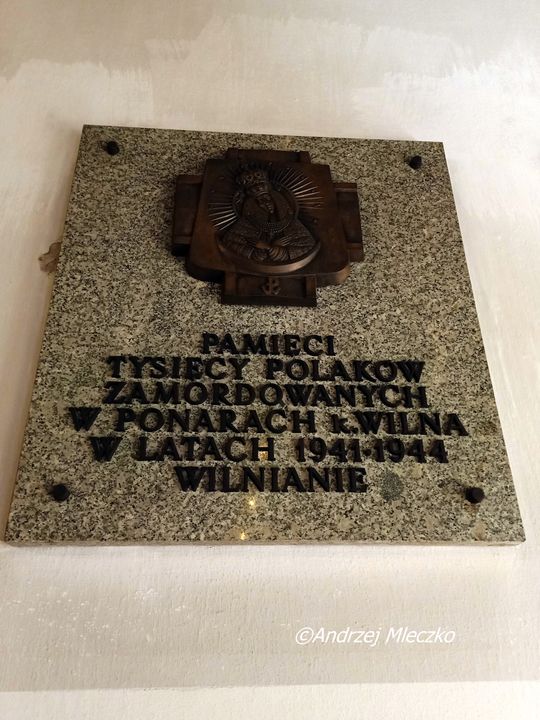 PAMIĘCI
TYSIĘCY POLAKÓW
ZAMORDOWANYCH
W PONARACH K.WILNA
W LATACH 1941-1944
WILNIANIE
©Andrzej Mleczko